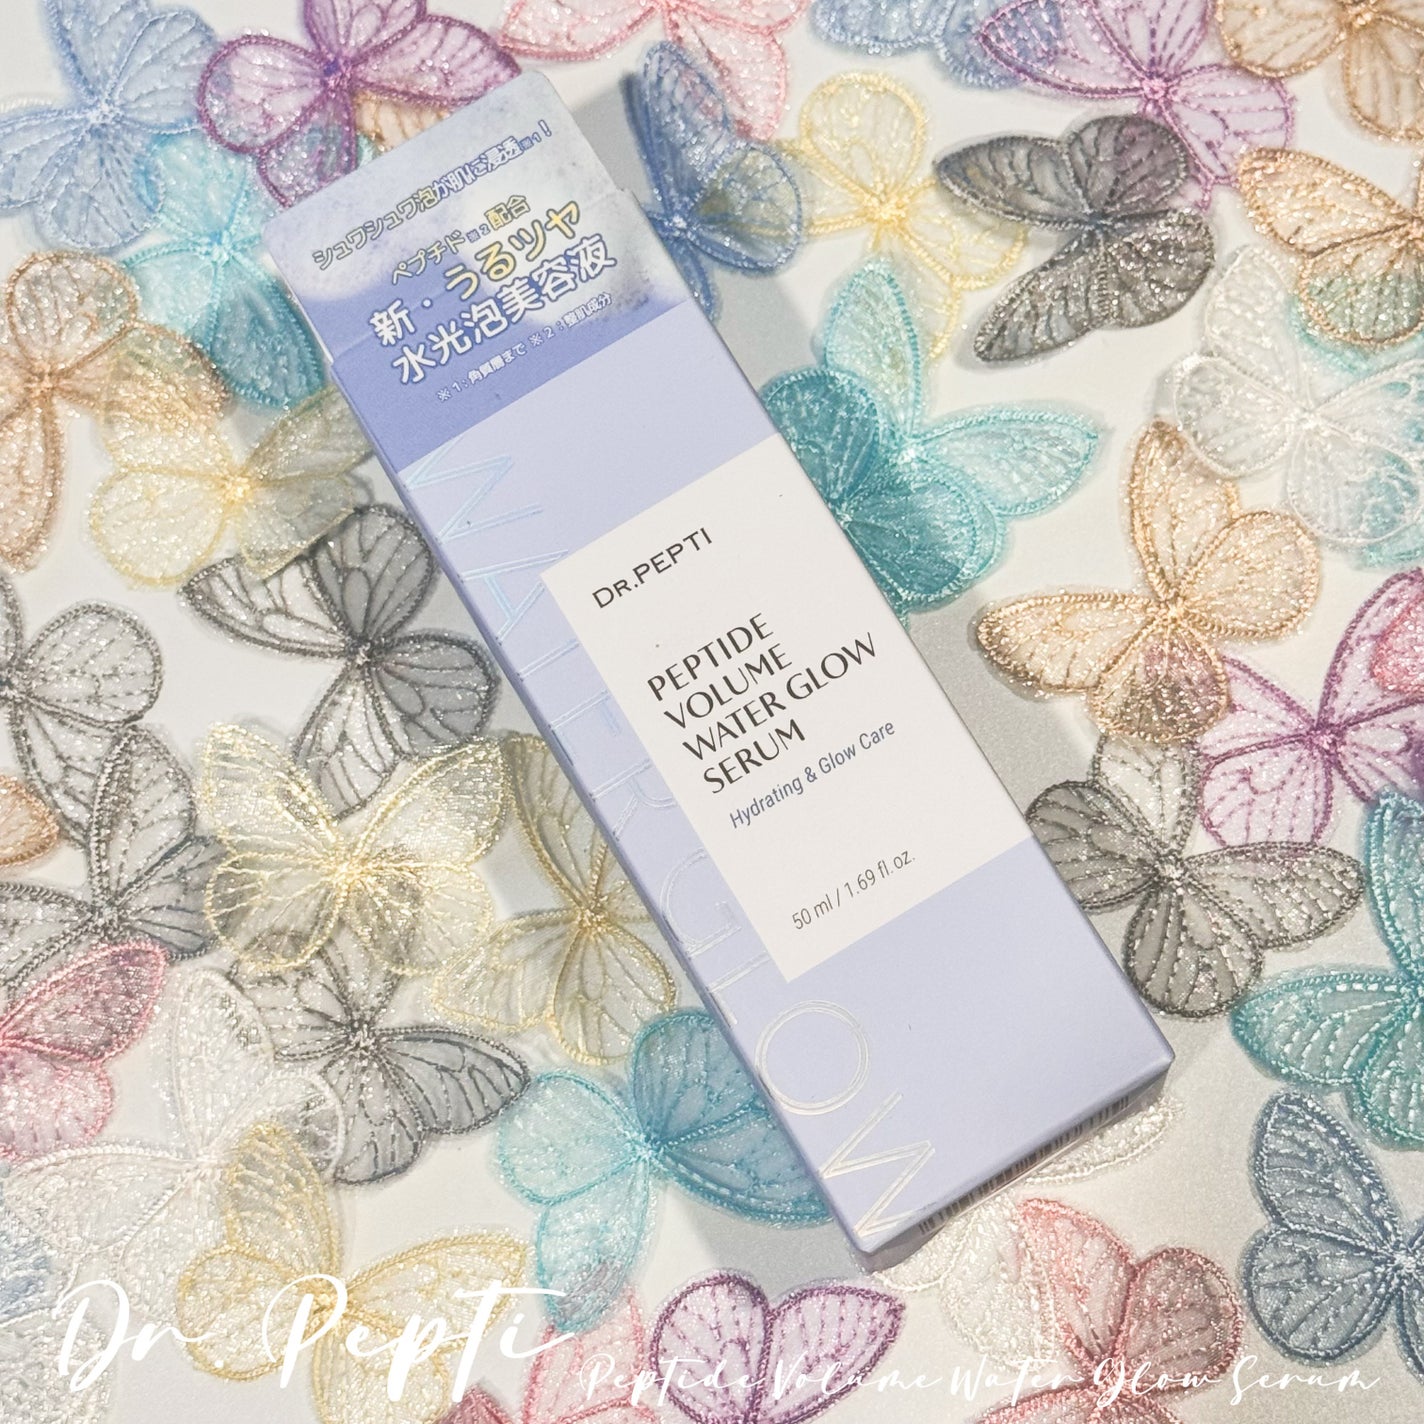 シュワシュワ泡が肌に浸透※1!
ペプチド※2配合
新・うるツヤ
水光泡美容液
※1:角質層まで ※2:整肌成分
DR.PEPTI
PEPTIDE
VOLUME
WATER GLOW
SERUM
Hydrating & Glow Care
50 ml / 1.69 fl.oz.
Dr. Pepti
Peptide Volume Water Glow Serum